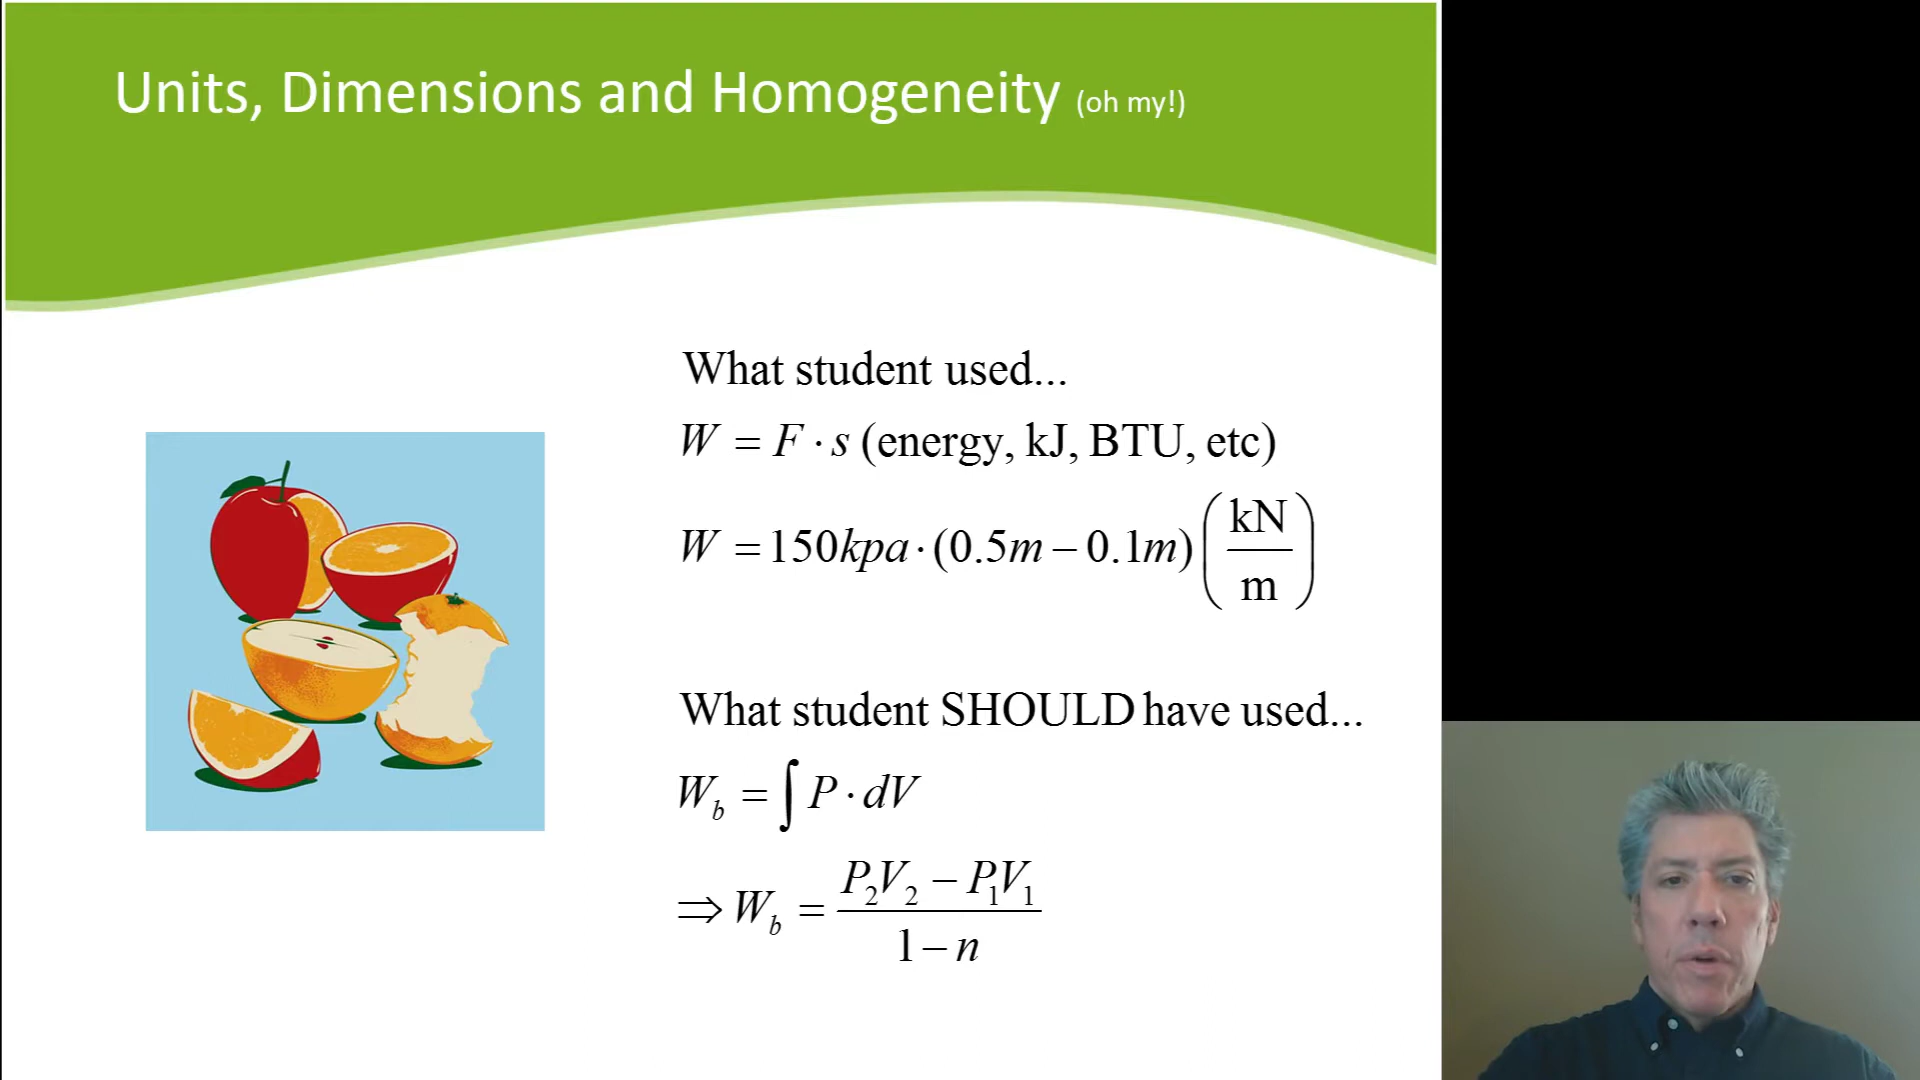 Units, Dimensions and Homogeneity (oh my!)
What student used...
W = F · s (energy, kJ, BTU, etc)
W = 150kpa · (0.5m − 0.1m) (kN/m)
What student SHOULD have used...
W_b = ∫ P · dV
⇒ W_b = (P₂V₂ − P₁V₁)/(1 − n)